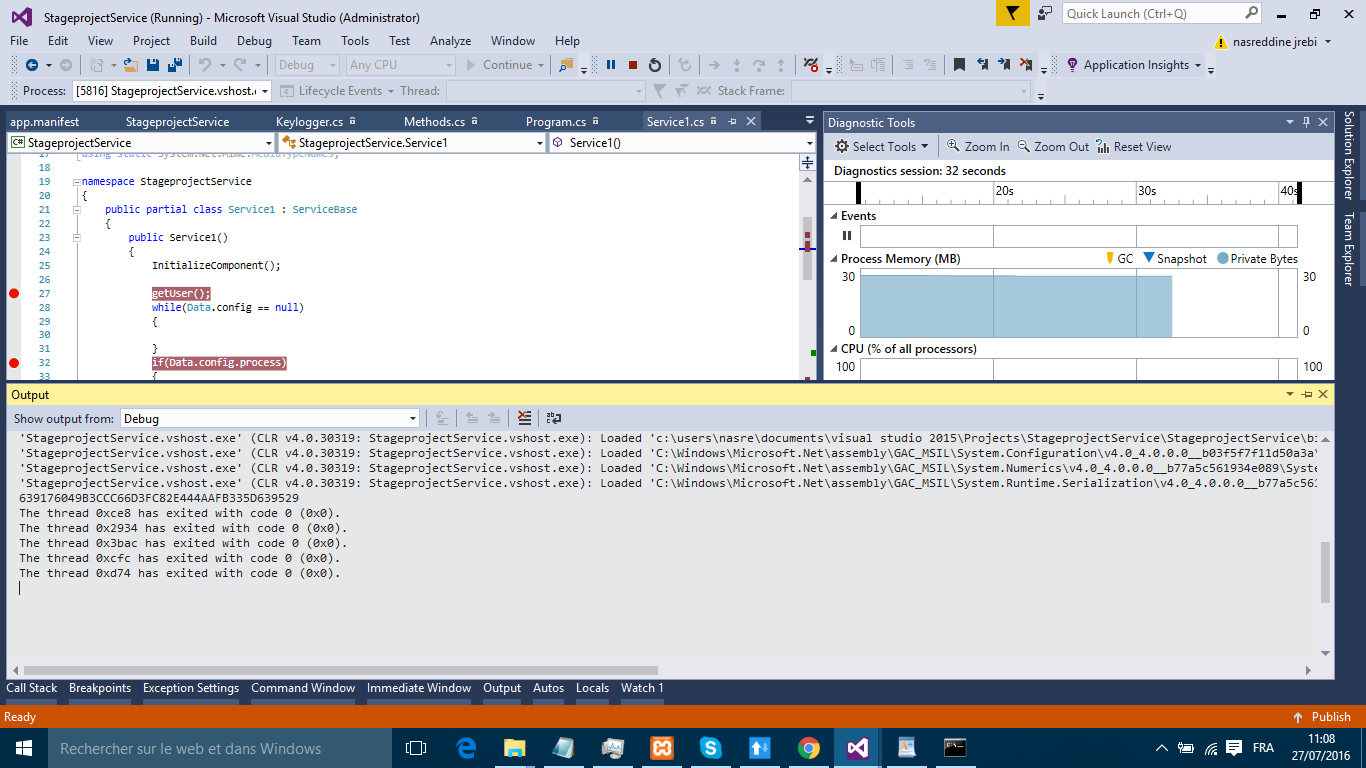 StageprojectService (Running) - Microsoft Visual Studio (Administrator)
Quick Launch (Ctrl+Q)
File Edit View Project Build Debug Team Tools Test Analyze Window Help
nasreddine jrebi
Debug Any CPU Continue Application Insights
Process: [5816] StageprojectService.vshost. Lifecycle Events Thread: Stack Frame:
app.manifest StageprojectService Keylogger.cs Methods.cs Program.cs Service1.cs
StageprojectService StageprojectService.Service1 Service1()
17 using static System.Net.Mime.MediaTypeNames;
18
19 namespace StageprojectService
20 {
21 public partial class Service1 : ServiceBase
22 {
23 public Service1()
24 {
25 InitializeComponent();
26
27 getUser();
28 while(Data.config == null)
29 {
30
31 }
32 if(Data.config.process)
33 {
Diagnostic Tools
Select Tools Zoom In Zoom Out Reset View
Diagnostics session: 32 seconds
20s 30s 40s
Events
Process Memory (MB) GC Snapshot Private Bytes
30 30
0 0
CPU (% of all processors)
100 100
Solution Explorer
Team Explorer
Output
Show output from: Debug
'StageprojectService.vshost.exe' (CLR v4.0.30319: StageprojectService.vshost.exe): Loaded 'c:\users\nasre\documents\visual studio 2015\Projects\StageprojectService\StageprojectService\bi
'StageprojectService.vshost.exe' (CLR v4.0.30319: StageprojectService.vshost.exe): Loaded 'C:\Windows\Microsoft.Net\assembly\GAC_MSIL\System.Configuration\v4.0_4.0.0.0__b03f5f7f11d50a3a\
'StageprojectService.vshost.exe' (CLR v4.0.30319: StageprojectService.vshost.exe): Loaded 'C:\Windows\Microsoft.Net\assembly\GAC_MSIL\System.Numerics\v4.0_4.0.0.0__b77a5c561934e089\Syste
'StageprojectService.vshost.exe' (CLR v4.0.30319: StageprojectService.vshost.exe): Loaded 'C:\Windows\Microsoft.Net\assembly\GAC_MSIL\System.Runtime.Serialization\v4.0_4.0.0.0__b77a5c561
639176049B3CCC66D3FC82E444AAFB335D639529
The thread 0xce8 has exited with code 0 (0x0).
The thread 0x2934 has exited with code 0 (0x0).
The thread 0x3bac has exited with code 0 (0x0).
The thread 0xcfc has exited with code 0 (0x0).
The thread 0xd74 has exited with code 0 (0x0).
Call Stack Breakpoints Exception Settings Command Window Immediate Window Output Autos Locals Watch 1
Ready
Publish
Rechercher sur le web et dans Windows
FRA
11:08
27/07/2016